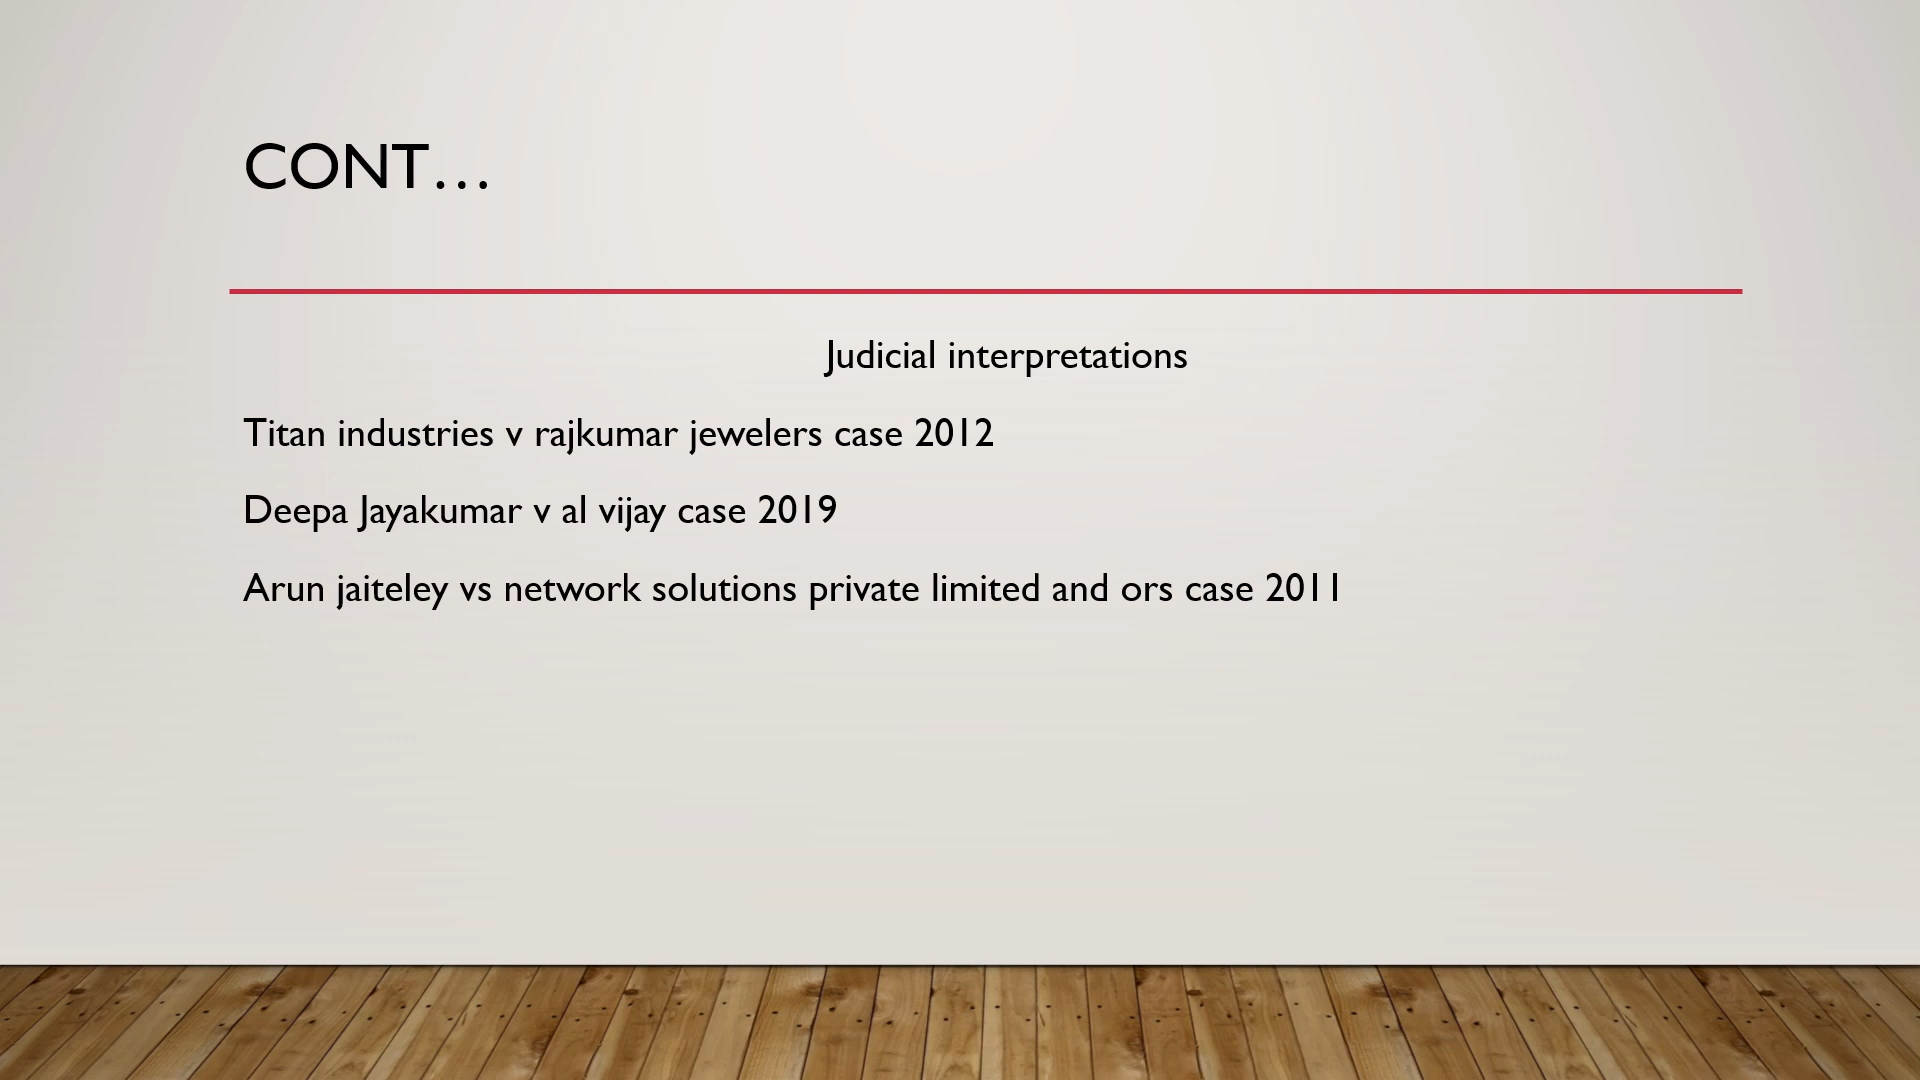 CONT…
Judicial interpretations
Titan industries v rajkumar jewelers case 2012
Deepa Jayakumar v al vijay case 2019
Arun jaiteley vs network solutions private limited and ors case 2011